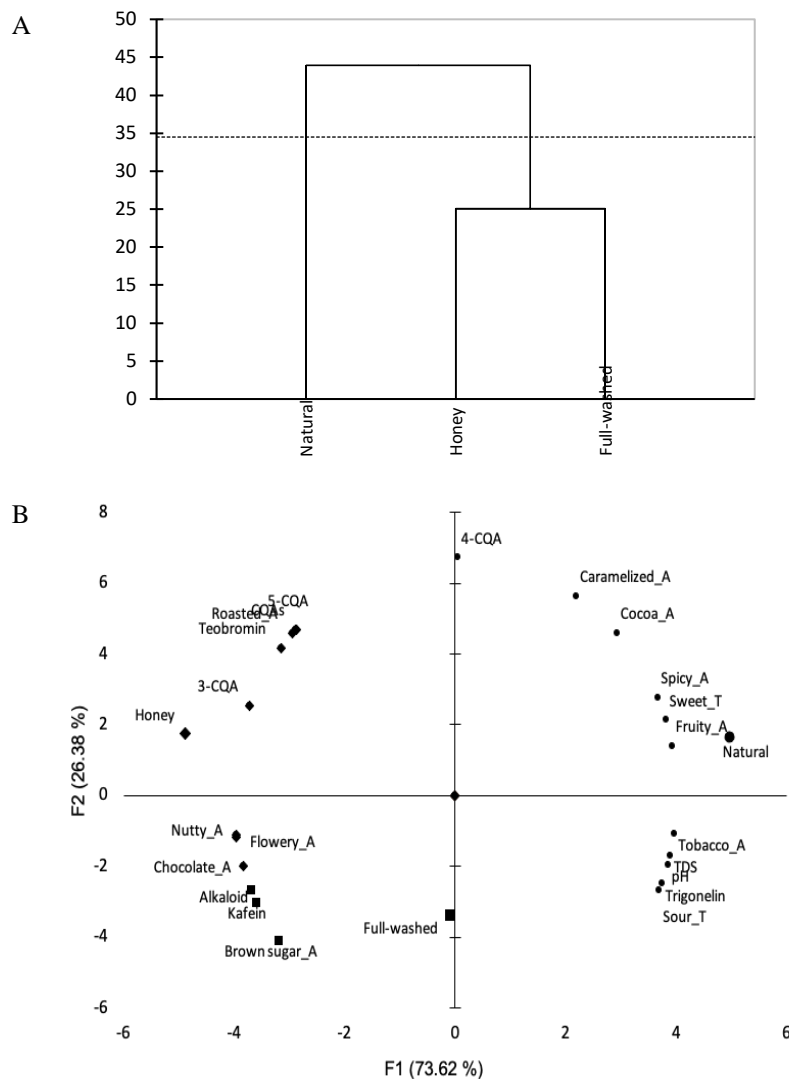 A
50
45
40
35
30
25
20
15
10
5
0
Natural
Honey
Full-washed
B
F2 (26.38 %)
8
6
4
2
0
-2
-4
-6
4-CQA
Caramelized_A
5-CQA
CQAs
Roasted_A
Cocoa_A
Teobromin
Spicy_A
3-CQA
Sweet_T
Honey
Fruity_A
Natural
Nutty_A
Flowery_A
Tobacco_A
Chocolate_A
TDS
pH
Alkaloid
Trigonelin
Kafein
Full-washed
Sour_T
Brown sugar_A
-6 -4 -2 0 2 4 6
F1 (73.62 %)